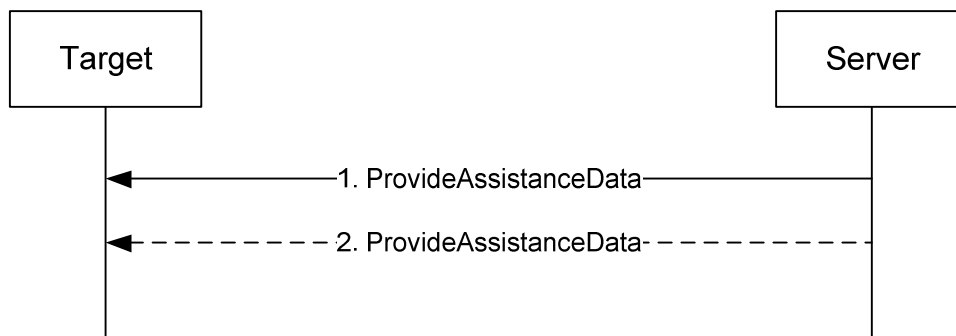 Target
Server
1. ProvideAssistanceData
2. ProvideAssistanceData